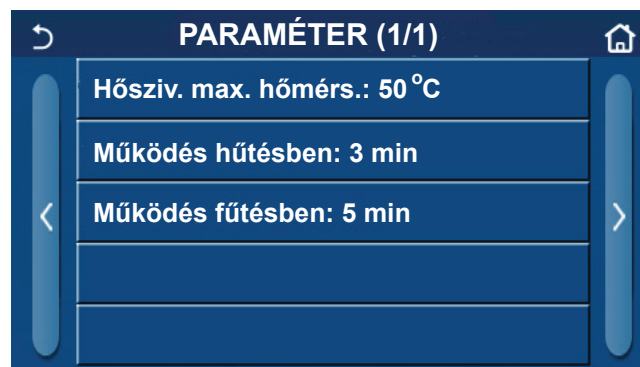 PARAMÉTER (1/1)
Hősziv. max. hőmérs.: 50 °C
Működés hűtésben: 3 min
Működés fűtésben: 5 min